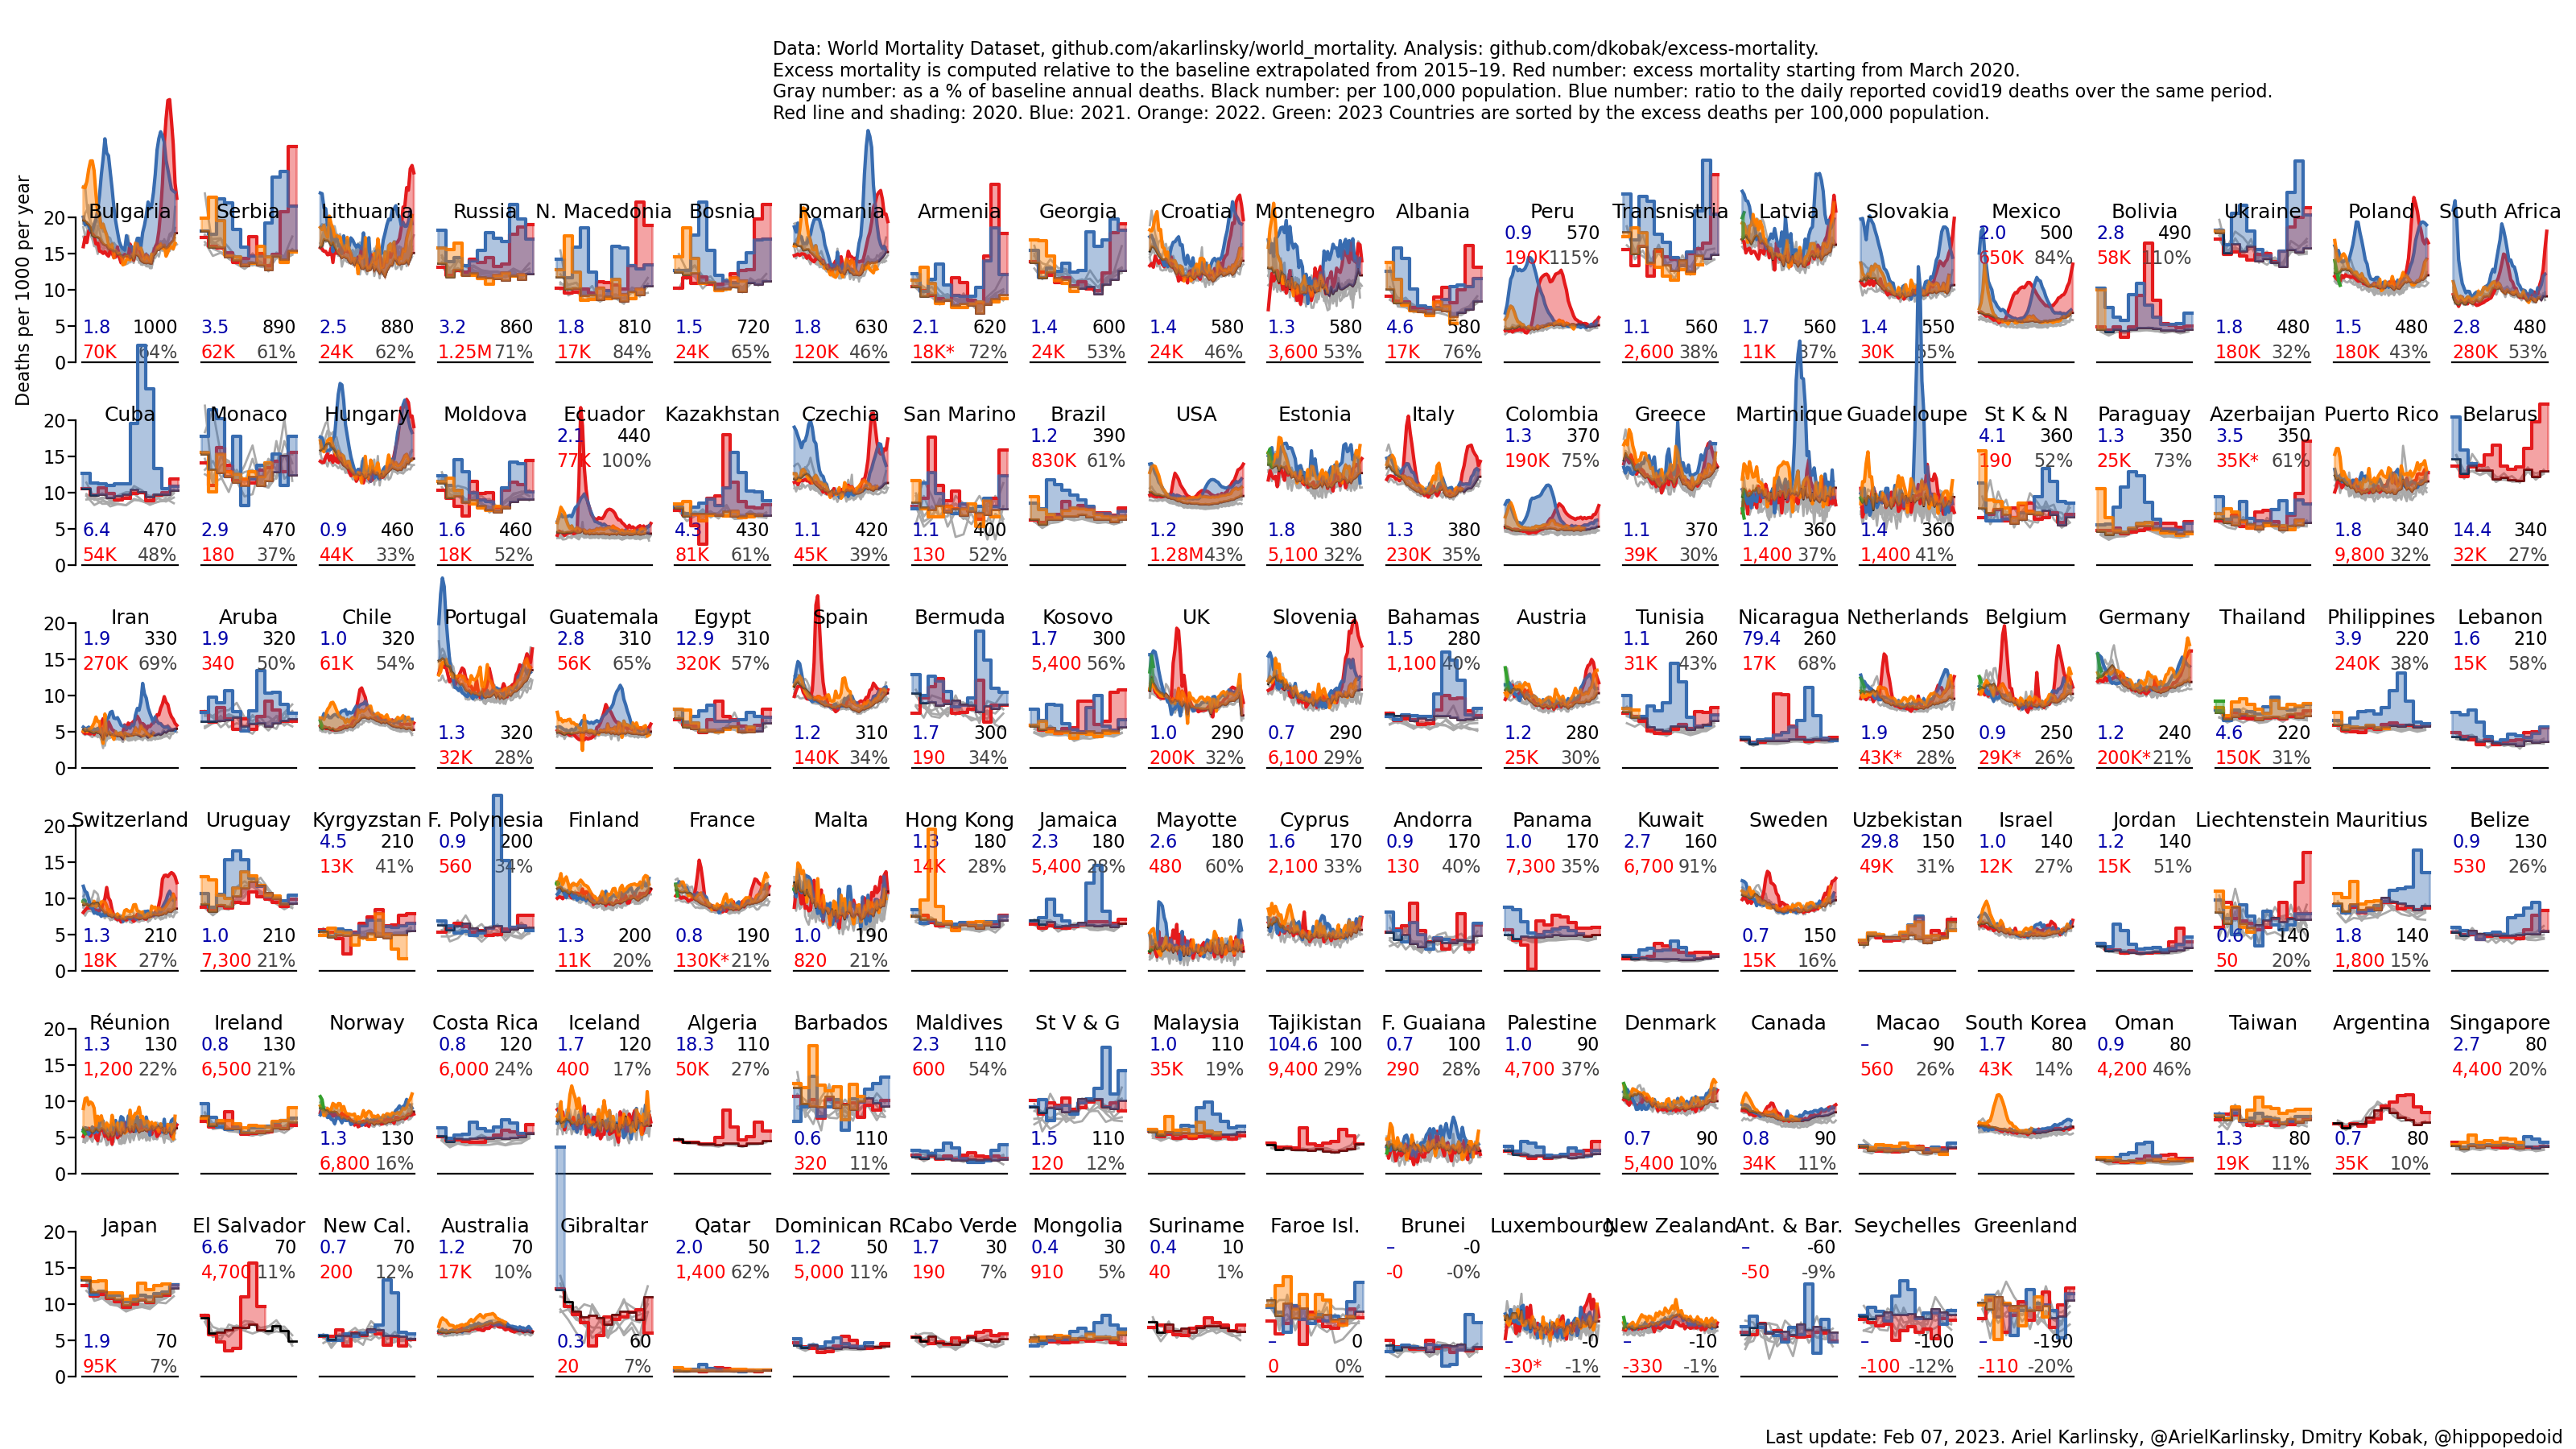 Data: World Mortality Dataset, github.com/akarlinsky/world_mortality. Analysis: github.com/dkobak/excess-mortality.
Excess mortality is computed relative to the baseline extrapolated from 2015–19. Red number: excess mortality starting from March 2020.
Gray number: as a % of baseline annual deaths. Black number: per 100,000 population. Blue number: ratio to the daily reported covid19 deaths over the same period.
Red line and shading: 2020. Blue: 2021. Orange: 2022. Green: 2023 Countries are sorted by the excess deaths per 100,000 population.
Deaths per 1000 per year
20
15
10
5
0
Bulgaria
1.8 1000
70K 64%
Serbia
3.5 890
62K 61%
Lithuania
2.5 880
24K 62%
Russia
3.2 860
1.25M 71%
N. Macedonia
1.8 810
17K 84%
Bosnia
1.5 720
24K 65%
Romania
1.8 630
120K 46%
Armenia
2.1 620
18K* 72%
Georgia
1.4 600
24K 53%
Croatia
1.4 580
24K 46%
Montenegro
1.3 580
3,600 53%
Albania
4.6 580
17K 76%
Peru
0.9 570
190K 115%
Transnistria
1.1 560
2,600 38%
Latvia
1.7 560
11K 37%
Slovakia
1.4 550
30K 55%
Mexico
2.0 500
650K 84%
Bolivia
2.8 490
58K 110%
Ukraine
1.8 480
180K 32%
Poland
1.5 480
180K 43%
South Africa
2.8 480
280K 53%
20
15
10
5
0
Cuba
6.4 470
54K 48%
Monaco
2.9 470
180 37%
Hungary
0.9 460
44K 33%
Moldova
1.6 460
18K 52%
Ecuador
2.1 440
77K 100%
Kazakhstan
4.3 430
81K 61%
Czechia
1.1 420
45K 39%
San Marino
1.1 400
130 52%
Brazil
1.2 390
830K 61%
USA
1.2 390
1.28M 43%
Estonia
1.8 380
5,100 32%
Italy
1.3 380
230K 35%
Colombia
1.3 370
190K 75%
Greece
1.1 370
39K 30%
Martinique
1.2 360
1,400 37%
Guadeloupe
1.4 360
1,400 41%
St K & N
4.1 360
190 52%
Paraguay
1.3 350
25K 73%
Azerbaijan
3.5 350
35K* 61%
Puerto Rico
1.8 340
9,800 32%
Belarus
14.4 340
32K 27%
20
15
10
5
0
Iran
1.9 330
270K 69%
Aruba
1.9 320
340 50%
Chile
1.0 320
61K 54%
Portugal
1.3 320
32K 28%
Guatemala
2.8 310
56K 65%
Egypt
12.9 310
320K 57%
Spain
1.2 310
140K 34%
Bermuda
1.7 300
190 34%
Kosovo
1.7 300
5,400 56%
UK
1.0 290
200K 32%
Slovenia
0.7 290
6,100 29%
Bahamas
1.5 280
1,100 40%
Austria
1.2 280
25K 30%
Tunisia
1.1 260
31K 43%
Nicaragua
79.4 260
17K 68%
Netherlands
1.9 250
43K* 28%
Belgium
0.9 250
29K* 26%
Germany
1.2 240
200K* 21%
Thailand
4.6 220
150K 31%
Philippines
3.9 220
240K 38%
Lebanon
1.6 210
15K 58%
20
15
10
5
0
Switzerland
1.3 210
18K 27%
Uruguay
1.0 210
7,300 21%
Kyrgyzstan
4.5 210
13K 41%
F. Polynesia
0.9 200
560 34%
Finland
1.3 200
11K 20%
France
0.8 190
130K* 21%
Malta
1.0 190
820 21%
Hong Kong
1.3 180
14K 28%
Jamaica
2.3 180
5,400 28%
Mayotte
2.6 180
480 60%
Cyprus
1.6 170
2,100 33%
Andorra
0.9 170
130 40%
Panama
1.0 170
7,300 35%
Kuwait
2.7 160
6,700 91%
Sweden
0.7 150
15K 16%
Uzbekistan
29.8 150
49K 31%
Israel
1.0 140
12K 27%
Jordan
1.2 140
15K 51%
Liechtenstein
0.6 140
50 20%
Mauritius
1.8 140
1,800 15%
Belize
0.9 130
530 26%
20
15
10
5
0
Réunion
1.3 130
1,200 22%
Ireland
0.8 130
6,500 21%
Norway
1.3 130
6,800 16%
Costa Rica
0.8 120
6,000 24%
Iceland
1.7 120
400 17%
Algeria
18.3 110
50K 27%
Barbados
0.6 110
320 11%
Maldives
2.3 110
600 54%
St V & G
1.5 110
120 12%
Malaysia
1.0 110
35K 19%
Tajikistan
104.6 100
9,400 29%
F. Guaiana
0.7 100
290 28%
Palestine
1.0 90
4,700 37%
Denmark
0.7 90
5,400 10%
Canada
0.8 90
34K 11%
Macao
– 90
560 26%
South Korea
1.7 80
43K 14%
Oman
0.9 80
4,200 46%
Taiwan
1.3 80
19K 11%
Argentina
0.7 80
35K 10%
Singapore
2.7 80
4,400 20%
20
15
10
5
0
Japan
1.9 70
95K 7%
El Salvador
6.6 70
4,700 11%
New Cal.
0.7 70
200 12%
Australia
1.2 70
17K 10%
Gibraltar
0.3 60
20 7%
Qatar
2.0 50
1,400 62%
Dominican R.
1.2 50
5,000 11%
Cabo Verde
1.7 30
190 7%
Mongolia
0.4 30
910 5%
Suriname
0.4 10
40 1%
Faroe Isl.
– 0
0 0%
Brunei
– -0
-0 -0%
Luxembourg
– -0
-30* -1%
New Zealand
– -10
-330 -1%
Ant. & Bar.
– -60
-50 -9%
Seychelles
– -100
-100 -12%
Greenland
– -190
-110 -20%
Last update: Feb 07, 2023. Ariel Karlinsky, @ArielKarlinsky, Dmitry Kobak, @hippopedoid